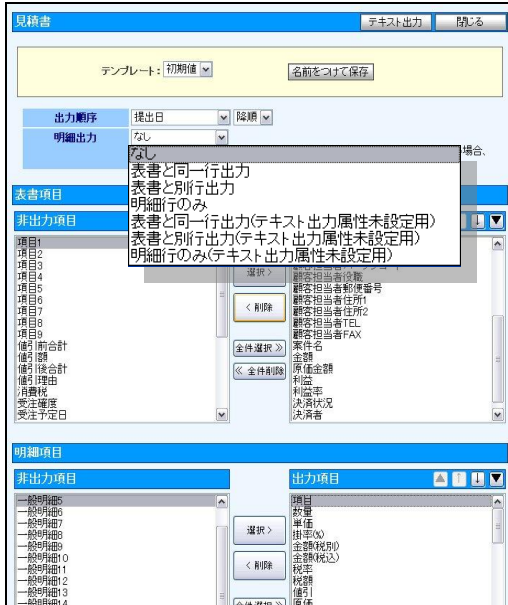 見積書
テキスト出力
閉じる
テンプレート: 初期値
名前をつけて保存
出力順序
提出日
降順
明細出力
なし
場合、
なし
表書と同一行出力
表書と別行出力
明細行のみ
表書と同一行出力(テキスト出力属性未設定用)
表書と別行出力(テキスト出力属性未設定用)
明細行のみ(テキスト出力属性未設定用)
表書項目
非出力項目
項目1
項目2
項目3
項目4
項目5
項目6
項目7
項目8
項目9
値引前合計
値引額
値引後合計
値引理由
消費税
受注確度
受注予定日
選択 >
< 削除
全件選択 ≫
≪ 全件削除
顧客担当者役職
顧客担当者郵便番号
顧客担当者住所1
顧客担当者住所2
顧客担当者TEL
顧客担当者FAX
案件名
金額
原価金額
利益
利益率
決済状況
決済者
明細項目
非出力項目
一般明細5
一般明細6
一般明細7
一般明細8
一般明細9
一般明細10
一般明細11
一般明細12
一般明細13
一般明細14
選択 >
< 削除
全件選択 ≫
出力項目
項目
数量
単価
掛率(%)
金額(税別)
金額(税込)
税率
税額
値引
原価